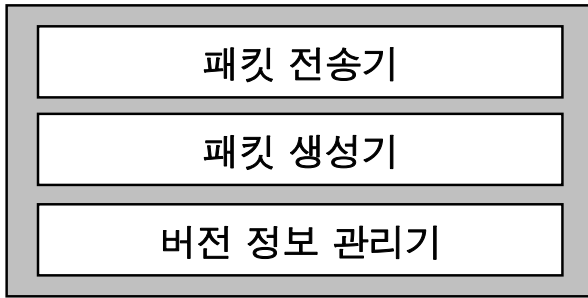 패킷 전송기
패킷 생성기
버전 정보 관리기